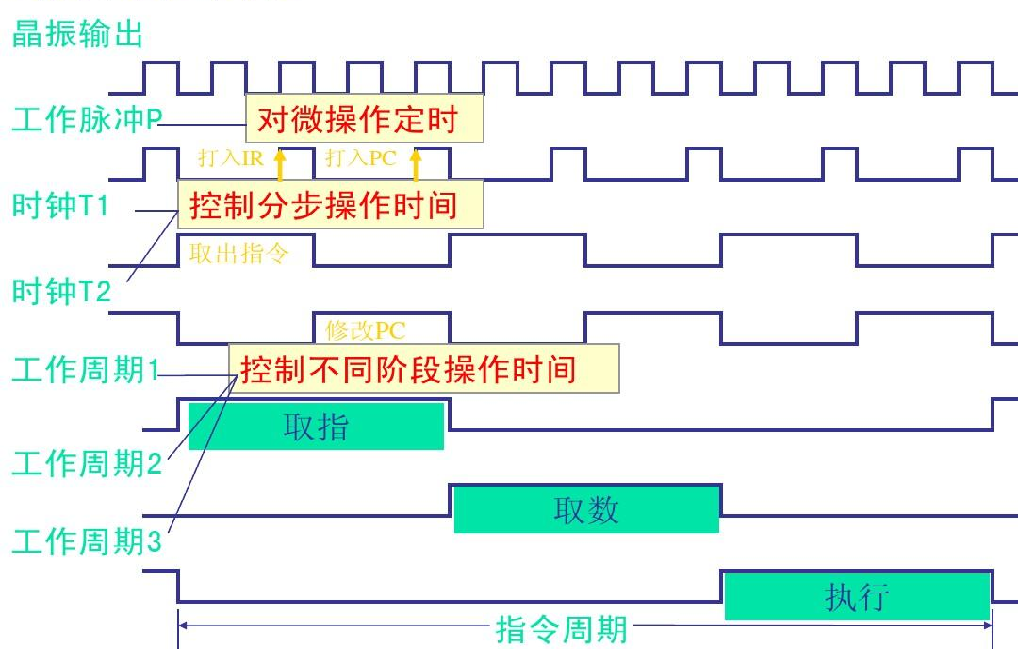 晶振输出
工作脉冲P
对微操作定时
打入IR
打入PC
时钟T1
控制分步操作时间
取出指令
时钟T2
修改PC
工作周期1
控制不同阶段操作时间
取指
工作周期2
取数
工作周期3
执行
指令周期